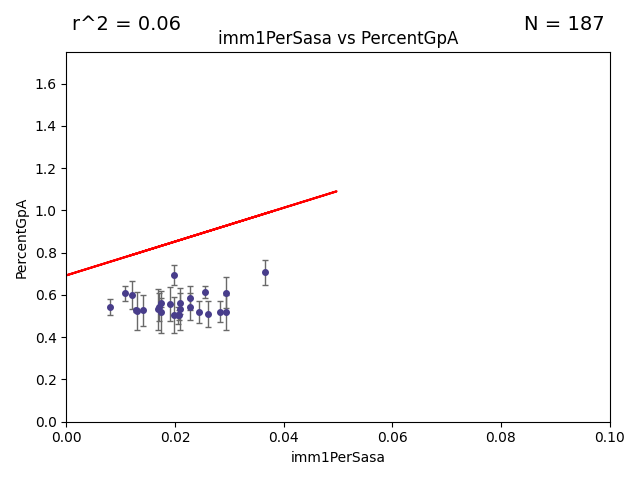 r^2 = 0.06
N = 187
imm1PerSasa vs PercentGpA
1.6
1.4
1.2
1.0
0.8
0.6
0.4
0.2
0.0
PercentGpA
0.00 0.02 0.04 0.06 0.08 0.10
imm1PerSasa